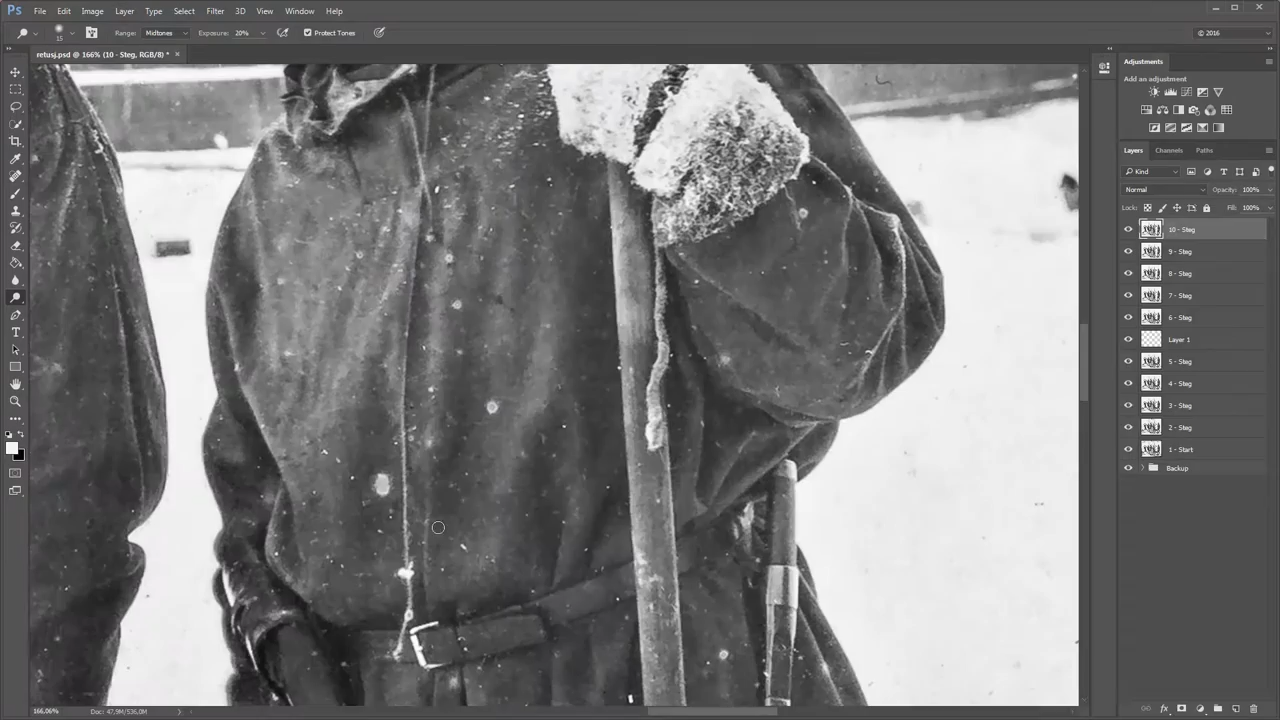 Ps File Edit Image Layer Type Select Filter 3D View Window Help
15 Range: Midtones Exposure: 20% Protect Tones © 2016
retusj.psd @ 166% (10 - Steg, RGB/8) * ×
Adjustments
Add an adjustment
Layers Channels Paths
Kind
Normal Opacity: 100%
Lock: Fill: 100%
10 - Steg
9 - Steg
8 - Steg
7 - Steg
6 - Steg
Layer 1
5 - Steg
4 - Steg
3 - Steg
2 - Steg
1 - Start
Backup
166,06% Doc: 47,9M/536,0M
fx